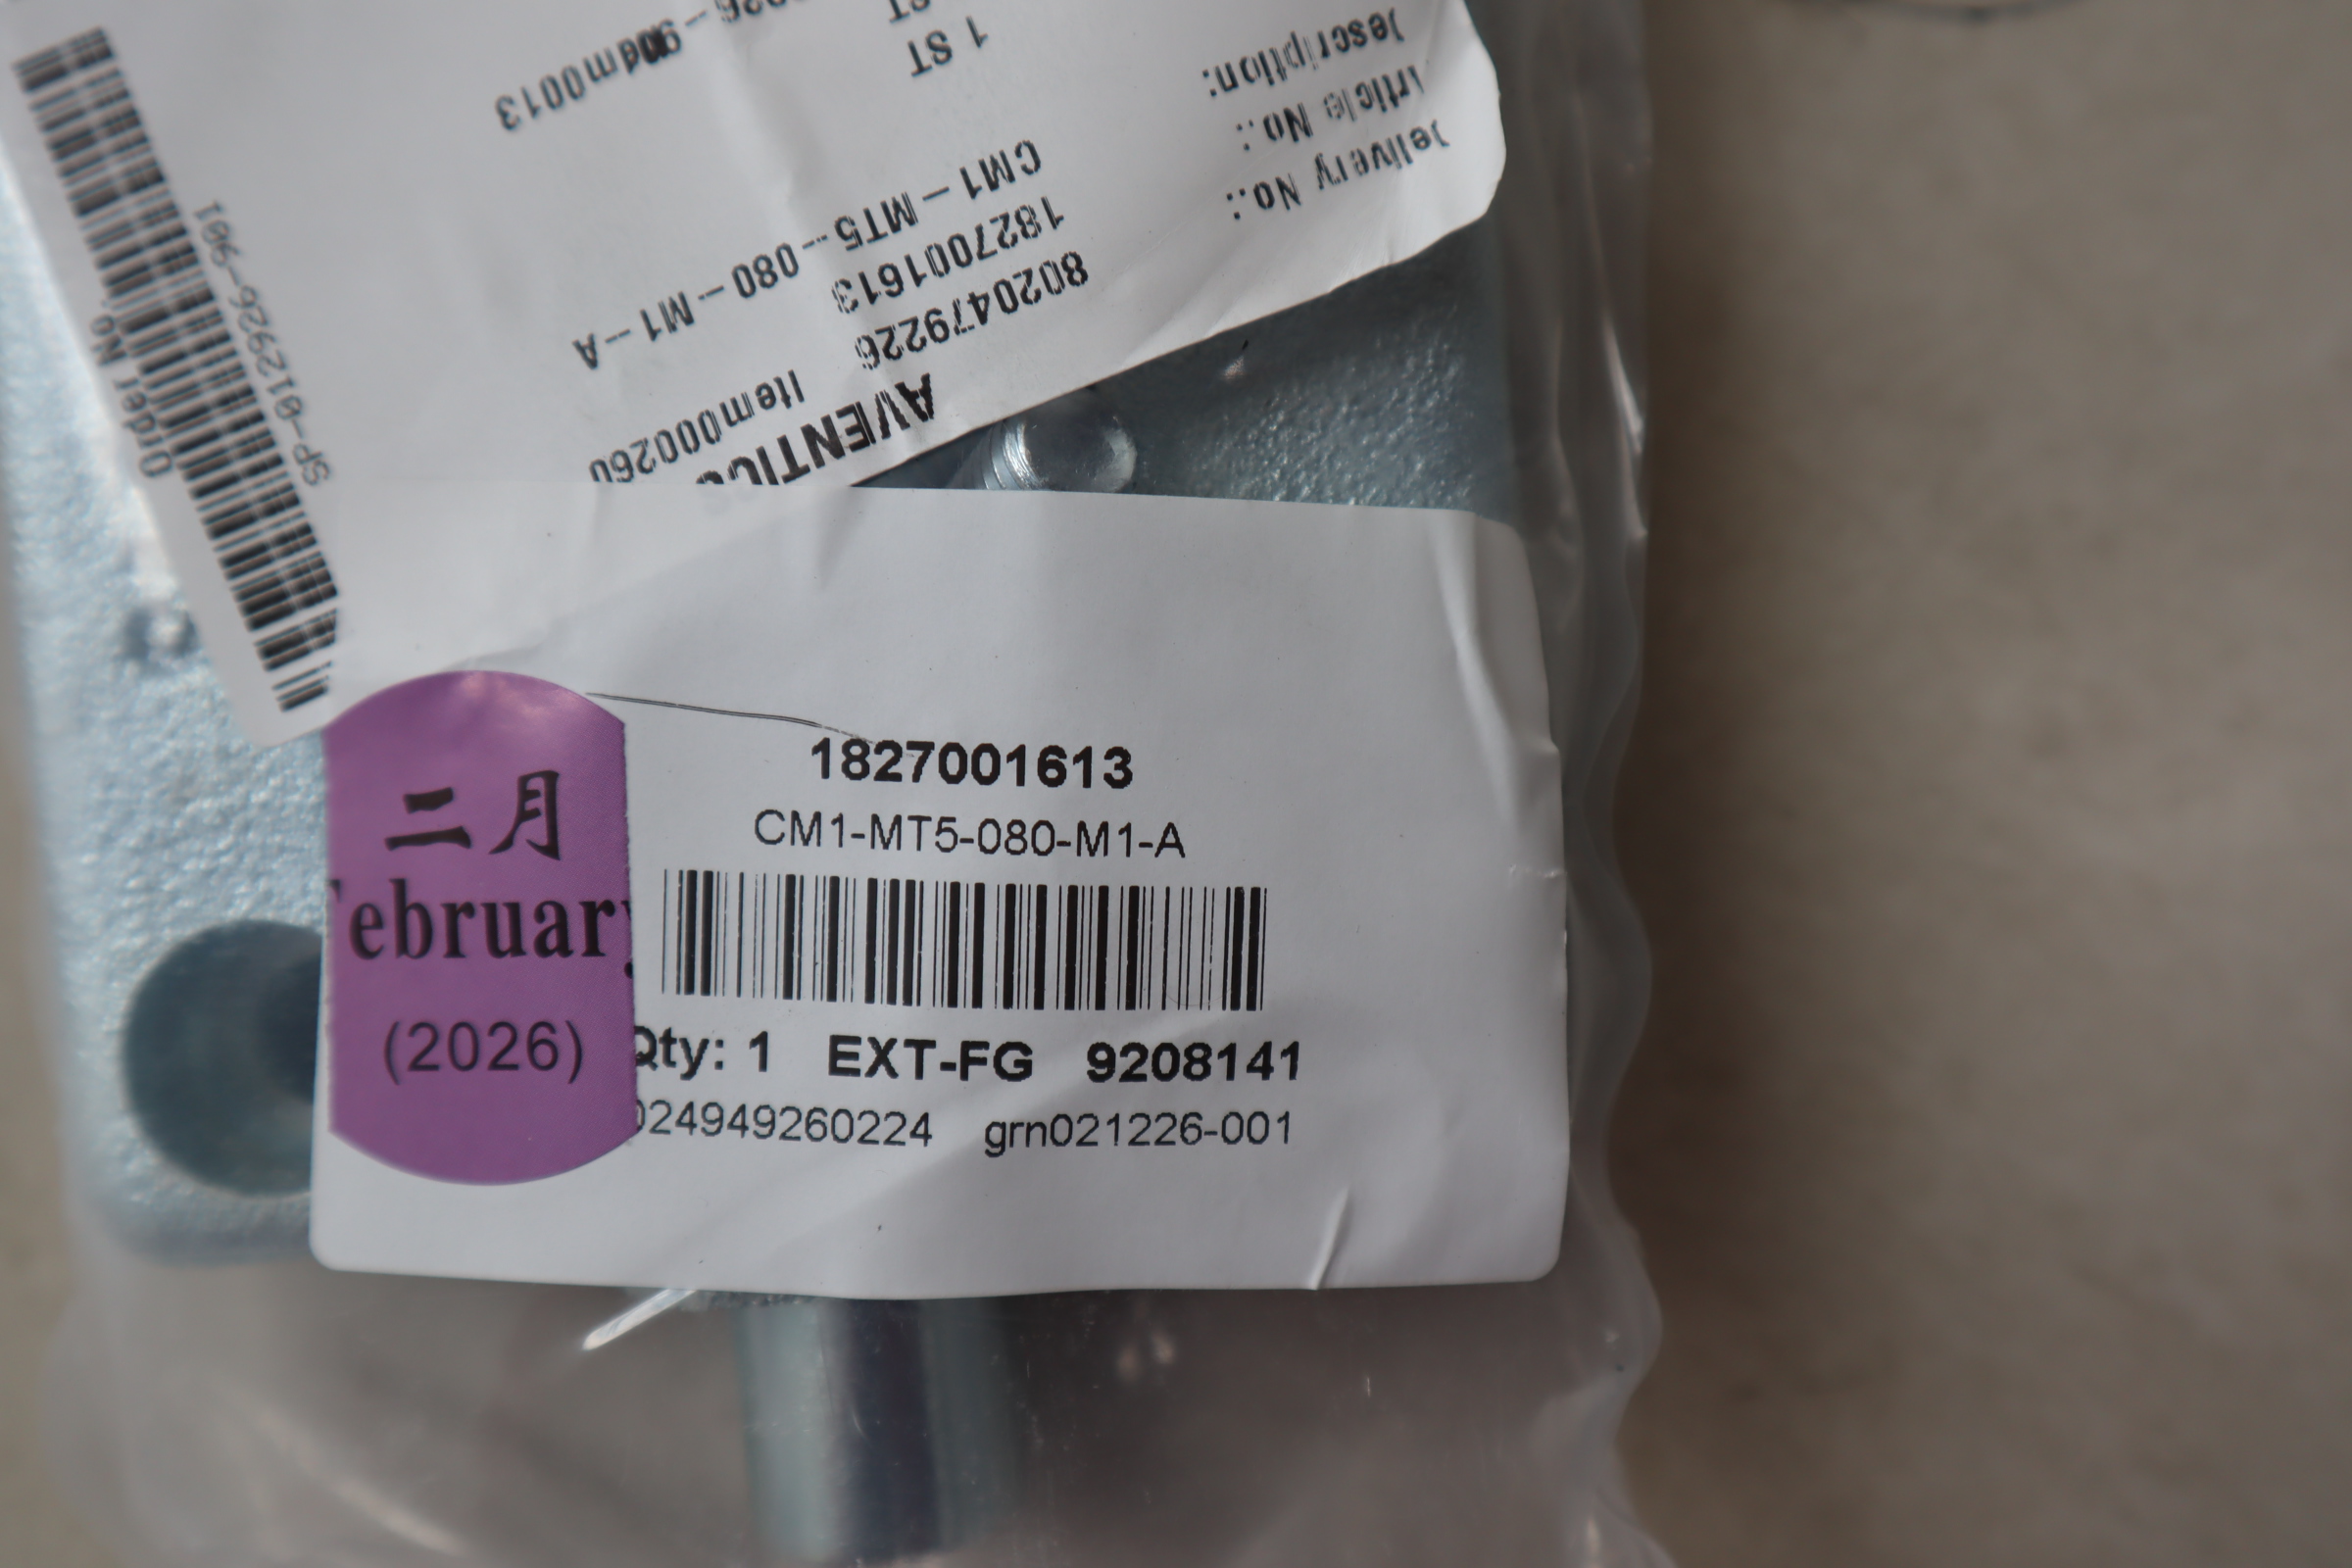 AVENTICS
8020479226 Item000260
1827001613
CM1-MT5-080-M1-A
1 ST
Delivery No.:
Article No.:
Description:
Order No
SP-012926-901
1827001613
CM1-MT5-080-M1-A
二月
February
(2026)
Qty: 1 EXT-FG 9208141
024949260224 grn021226-001